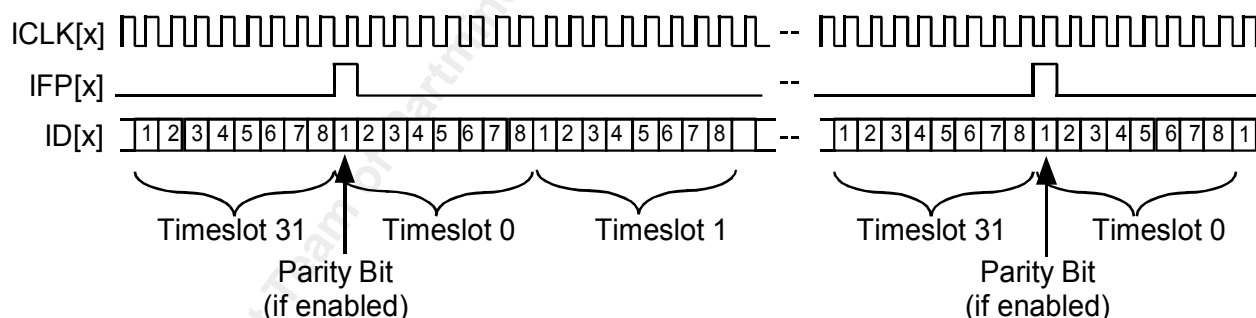 ICLK[x] -- 
IFP[x] --
ID[x] 1 2 3 4 5 6 7 8 1 2 3 4 5 6 7 8 1 2 3 4 5 6 7 8 -- 1 2 3 4 5 6 7 8 1 2 3 4 5 6 7 8 1
Timeslot 31 Timeslot 0 Timeslot 1 Timeslot 31 Timeslot 0
Parity Bit Parity Bit
(if enabled) (if enabled)